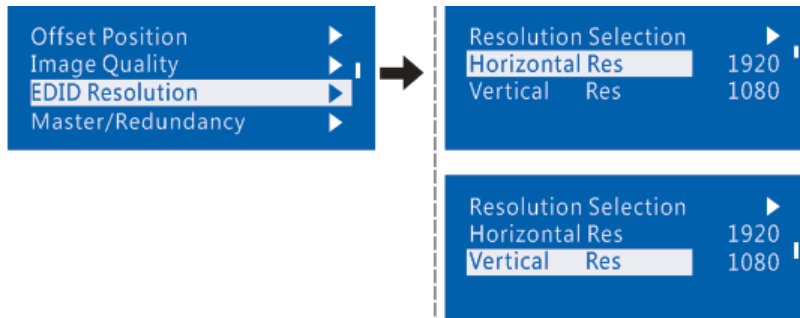 Offset Position
Image Quality
EDID Resolution
Master/Redundancy
Resolution Selection
Horizontal Res 1920
Vertical Res 1080
Resolution Selection
Horizontal Res 1920
Vertical Res 1080